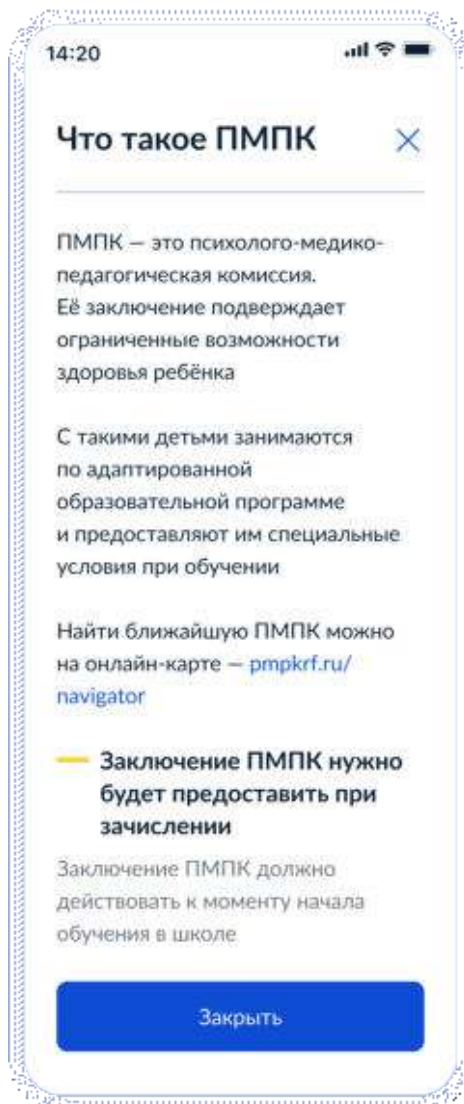 14:20
Что такое ПМПК
ПМПК — это психолого-медико-
педагогическая комиссия.
Её заключение подтверждает
ограниченные возможности
здоровья ребёнка
С такими детьми занимаются
по адаптированной
образовательной программе
и предоставляют им специальные
условия при обучении
Найти ближайшую ПМПК можно
на онлайн-карте — pmpkrf.ru/
navigator
Заключение ПМПК нужно
будет предоставить при
зачислении
Заключение ПМПК должно
действовать к моменту начала
обучения в школе
Закрыть